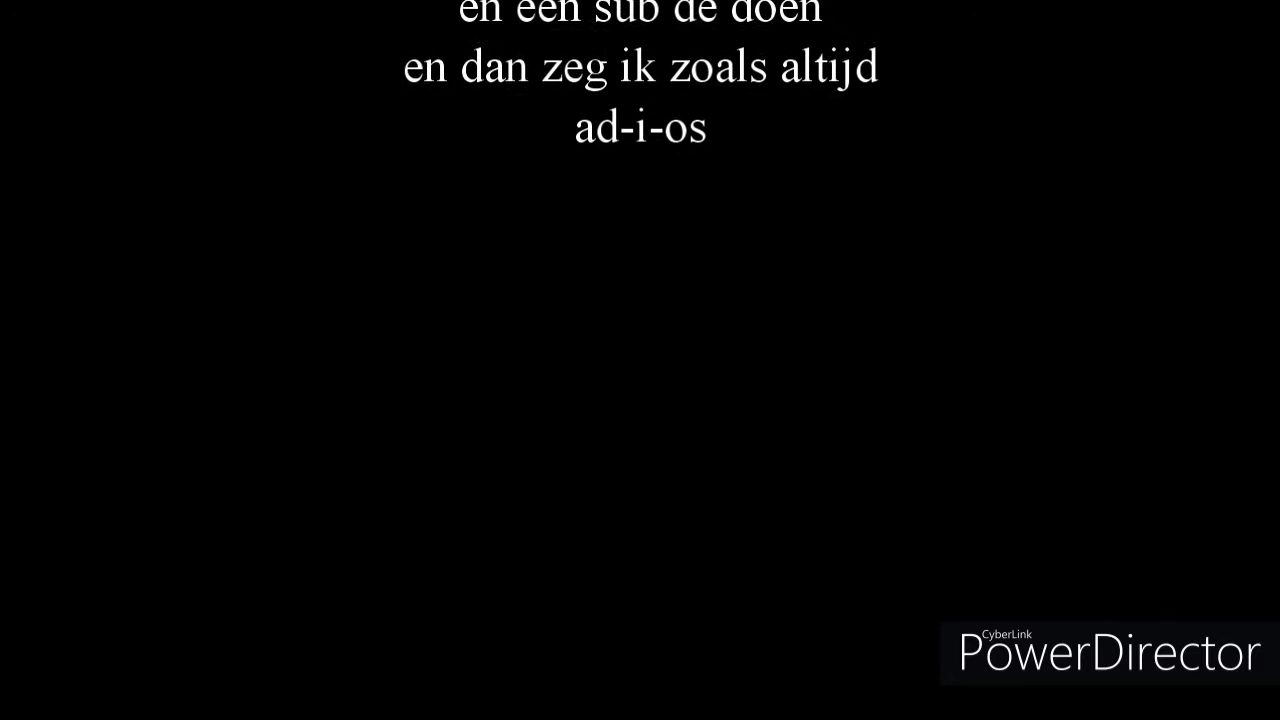 en een sub de doen
en dan zeg ik zoals altijd
ad-i-os
CyberLink
PowerDirector